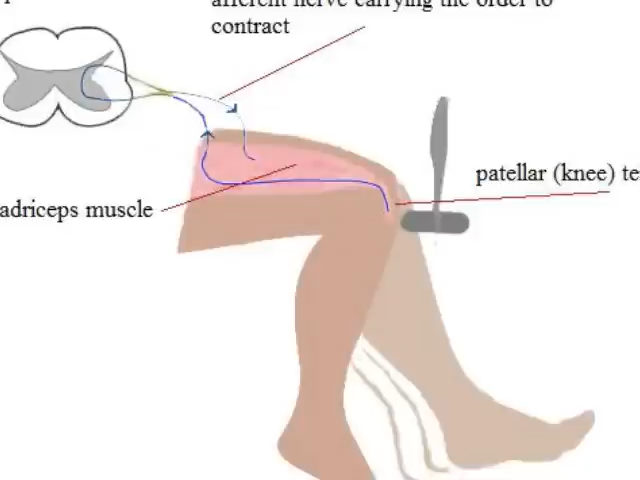 afferent nerve carrying the order to
contract
patellar (knee) te
adriceps muscle